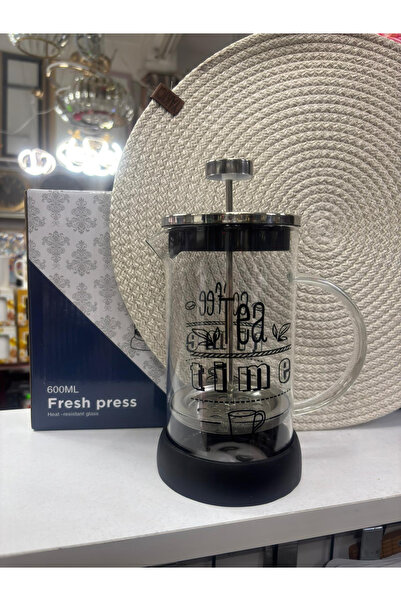 600ML
Fresh press
Heat-resistant glass
Tea
time